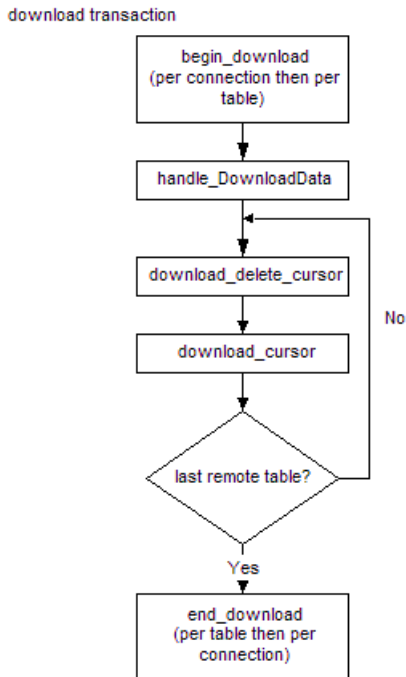 download transaction
begin_download
(per connection then per
table)
handle_DownloadData
download_delete_cursor
No
download_cursor
last remote table?
Yes
end_download
(per table then per
connection)